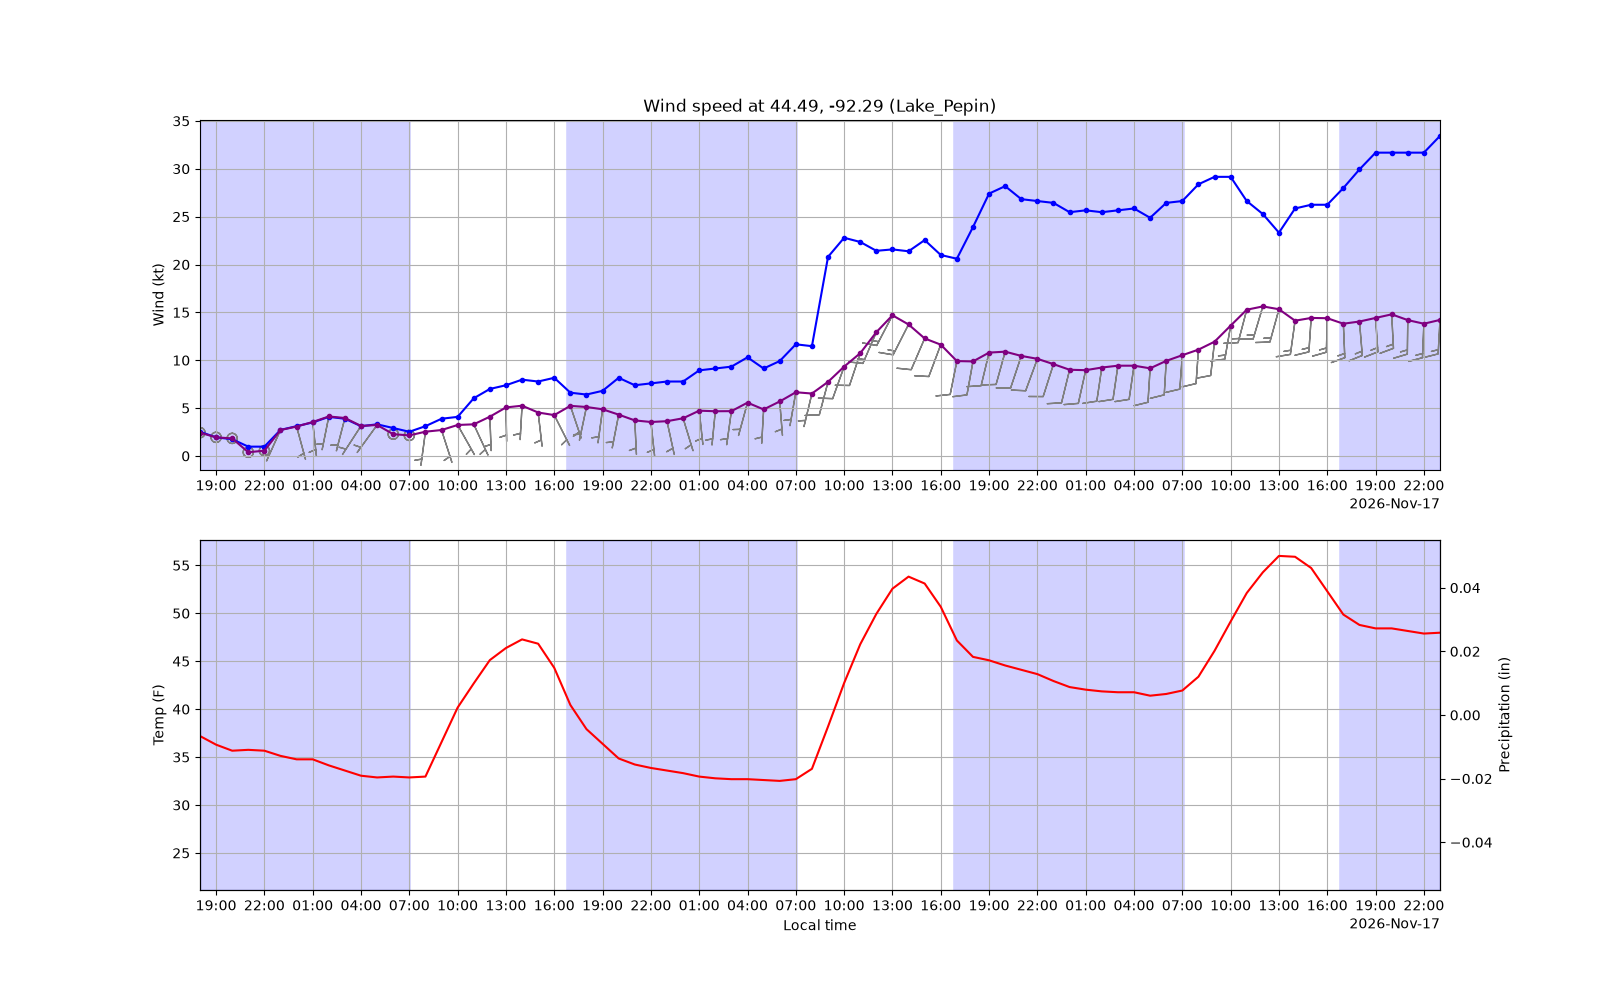 Wind speed at 44.49, -92.29 (Lake_Pepin)
35
30
25
20
15
10
5
0
Wind (kt)
19:00 22:00 01:00 04:00 07:00 10:00 13:00 16:00 19:00 22:00 01:00 04:00 07:00 10:00 13:00 16:00 19:00 22:00 01:00 04:00 07:00 10:00 13:00 16:00 19:00 22:00
2026-Nov-17
55
50
45
40
35
30
25
Temp (F)
0.04
0.02
0.00
−0.02
−0.04
Precipitation (in)
19:00 22:00 01:00 04:00 07:00 10:00 13:00 16:00 19:00 22:00 01:00 04:00 07:00 10:00 13:00 16:00 19:00 22:00 01:00 04:00 07:00 10:00 13:00 16:00 19:00 22:00
2026-Nov-17
Local time